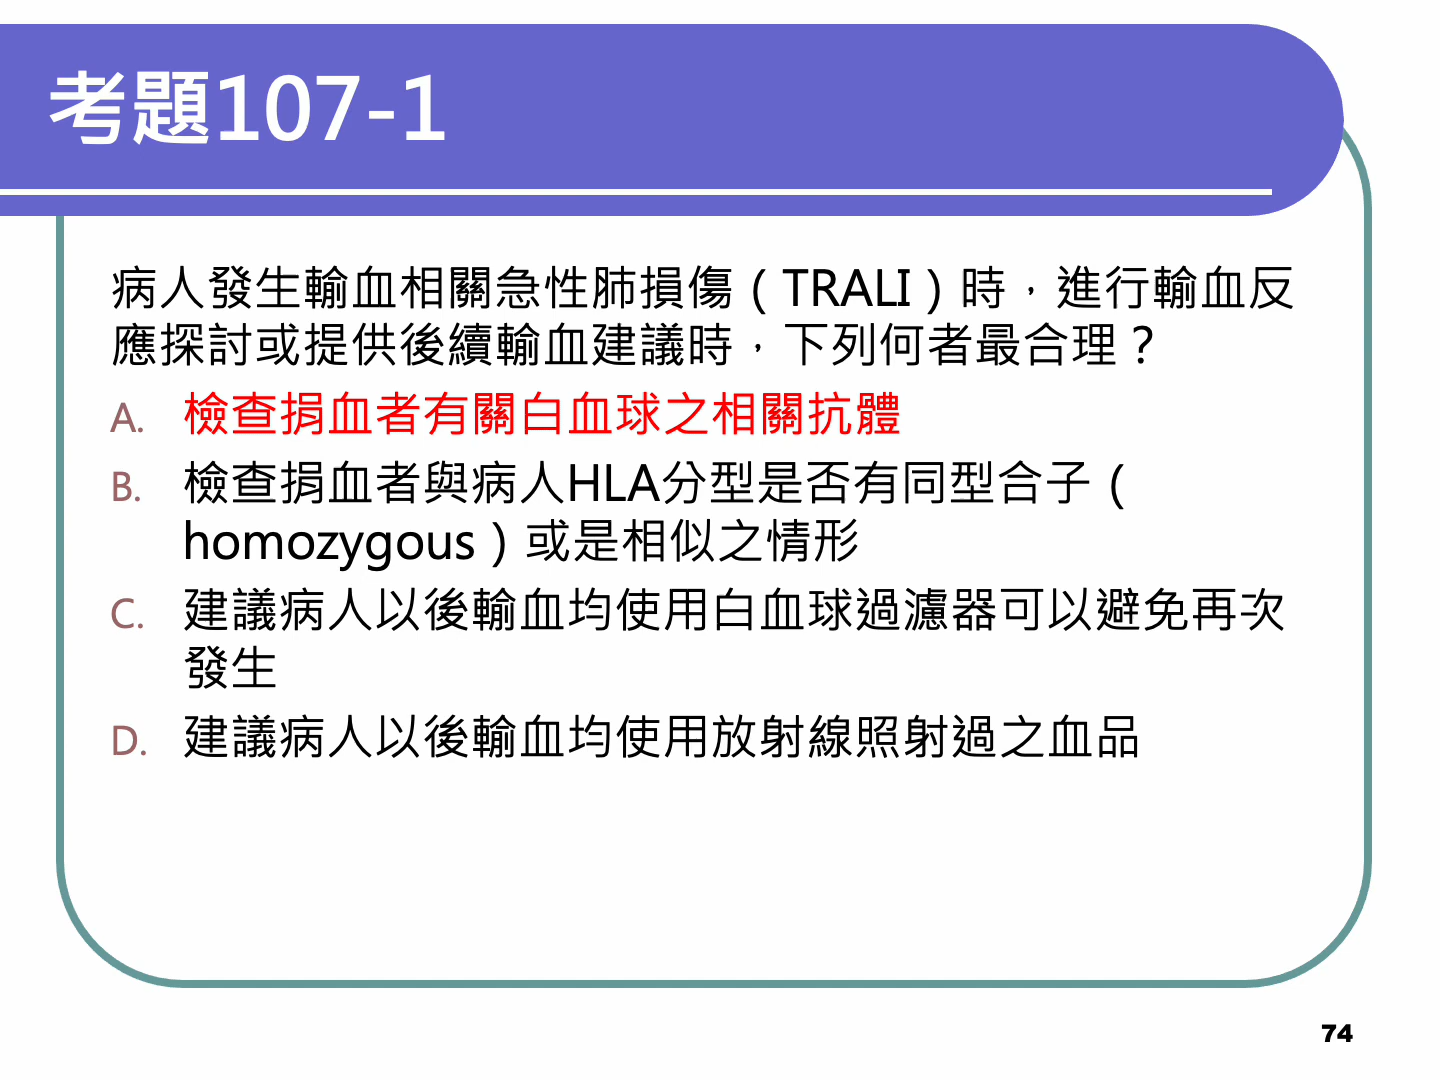 考題107-1
病人發生輸血相關急性肺損傷（TRALI）時，進行輸血反
應探討或提供後續輸血建議時，下列何者最合理？
A. 檢查捐血者有關白血球之相關抗體
B. 檢查捐血者與病人HLA分型是否有同型合子（
homozygous）或是相似之情形
C. 建議病人以後輸血均使用白血球過濾器可以避免再次
發生
D. 建議病人以後輸血均使用放射線照射過之血品
74